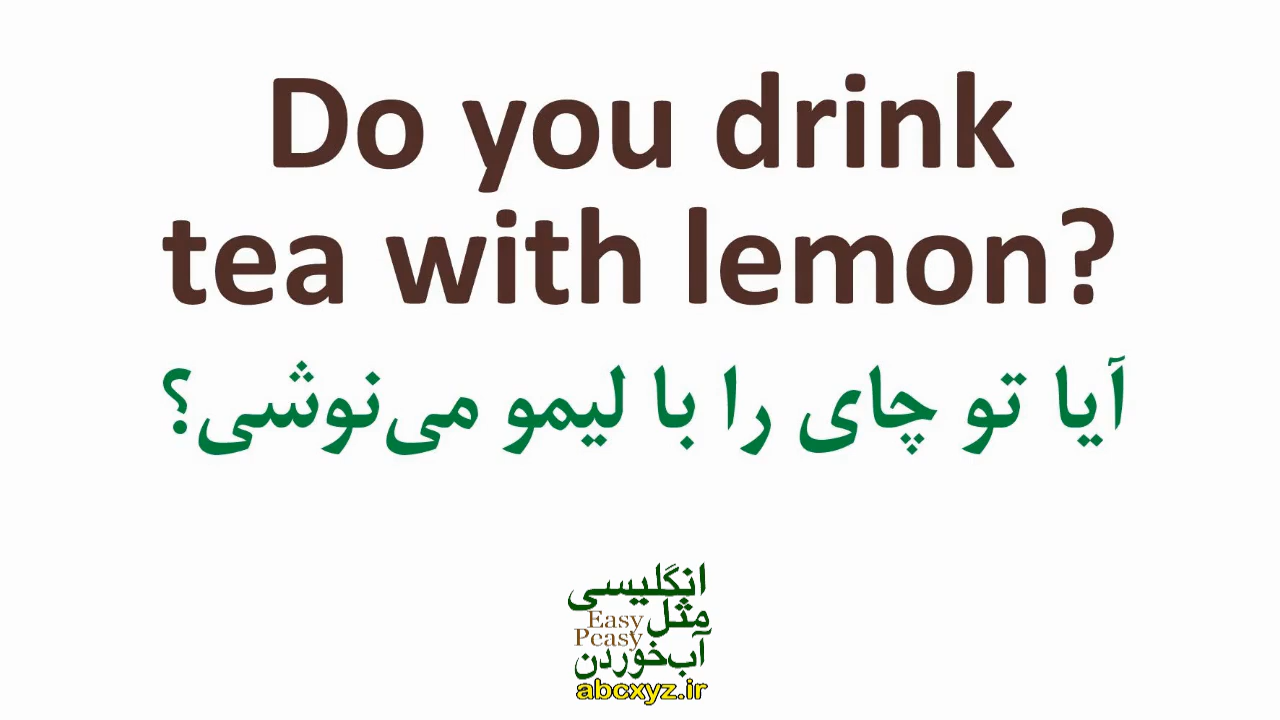 Do you drink
tea with lemon?
آیا تو چای را با لیمو می‌نوشی؟
انگلیسی
مثل
Easy
Peasy
آب‌خوردن
abcxyz.ir